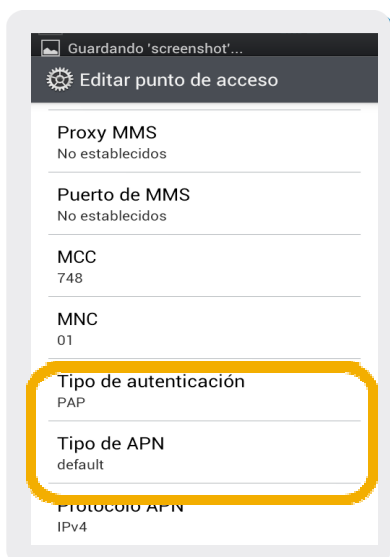 Guardando 'screenshot'...
Editar punto de acceso
Proxy MMS
No establecidos
Puerto de MMS
No establecidos
MCC
748
MNC
01
Tipo de autenticación
PAP
Tipo de APN
default
Protocolo APN
IPv4